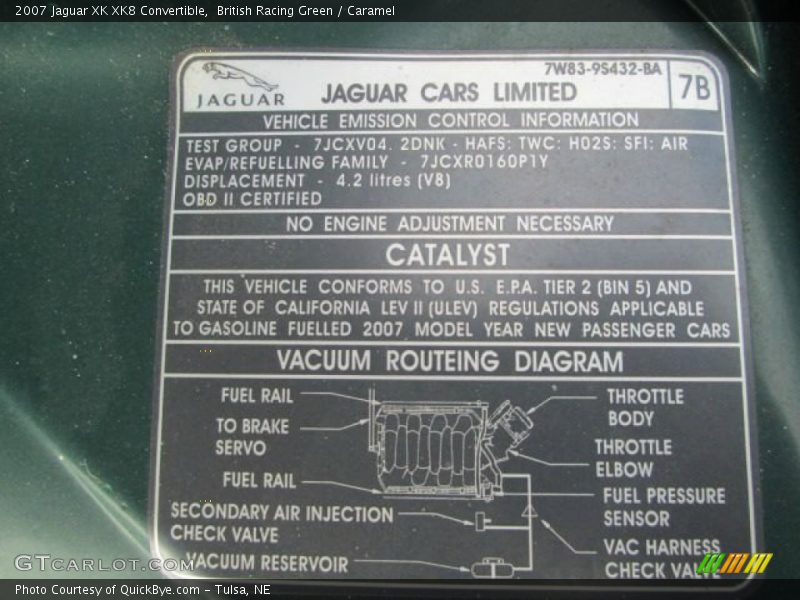 2007 Jaguar XK XK8 Convertible,  British Racing Green / Caramel
7W83-9S432-BA
7B
JAGUAR
JAGUAR CARS LIMITED
VEHICLE EMISSION CONTROL INFORMATION
TEST GROUP - 7JCXV04. 2DNK - HAFS: TWC: HO2S: SFI: AIR
EVAP/REFUELLING FAMILY - 7JCXR0160P1Y
DISPLACEMENT - 4.2 litres (V8)
OBD II CERTIFIED
NO ENGINE ADJUSTMENT NECESSARY
CATALYST
THIS VEHICLE CONFORMS TO U.S. E.P.A. TIER 2 (BIN 5) AND
STATE OF CALIFORNIA LEV II (ULEV) REGULATIONS APPLICABLE
TO GASOLINE FUELLED 2007 MODEL YEAR NEW PASSENGER CARS
VACUUM ROUTEING DIAGRAM
FUEL RAIL
TO BRAKE
SERVO
FUEL RAIL
SECONDARY AIR INJECTION
CHECK VALVE
VACUUM RESERVOIR
THROTTLE
BODY
THROTTLE
ELBOW
FUEL PRESSURE
SENSOR
VAC HARNESS
CHECK VALVE
GTCarLot.com
Photo Courtesy of QuickBye.com - Tulsa, NE